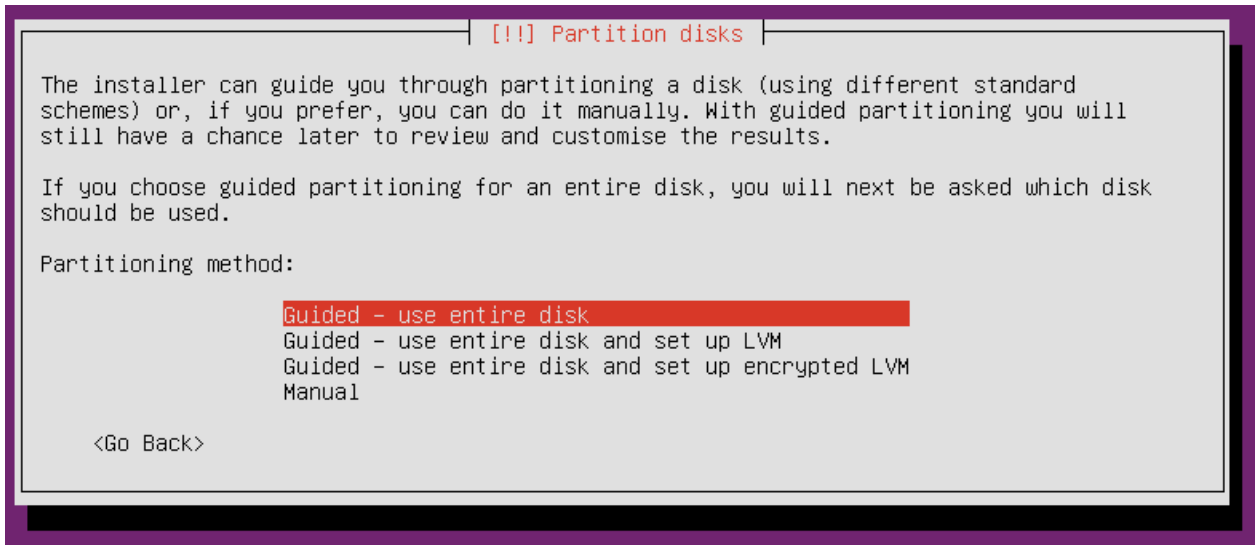 [!!] Partition disks
The installer can guide you through partitioning a disk (using different standard
schemes) or, if you prefer, you can do it manually. With guided partitioning you will
still have a chance later to review and customise the results.
If you choose guided partitioning for an entire disk, you will next be asked which disk
should be used.
Partitioning method:
Guided – use entire disk
Guided – use entire disk and set up LVM
Guided – use entire disk and set up encrypted LVM
Manual
<Go Back>